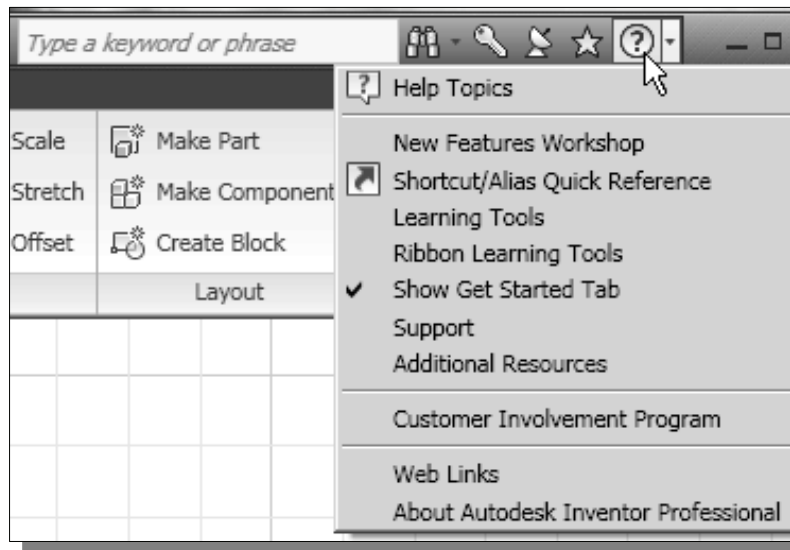 Type a keyword or phrase
Scale
Make Part
Stretch
Make Component
Offset
Create Block
Layout
Help Topics
New Features Workshop
Shortcut/Alias Quick Reference
Learning Tools
Ribbon Learning Tools
Show Get Started Tab
Support
Additional Resources
Customer Involvement Program
Web Links
About Autodesk Inventor Professional